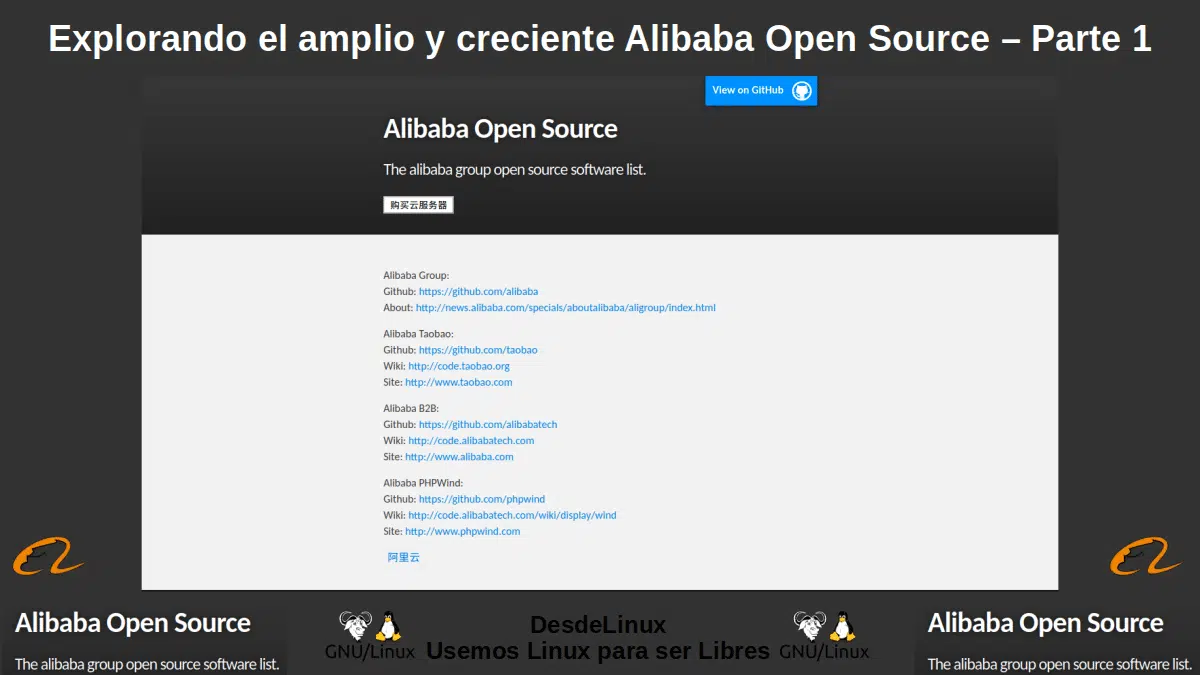 Explorando el amplio y creciente Alibaba Open Source – Parte 1
View on GitHub
Alibaba Open Source
The alibaba group open source software list.
购买云服务器
Alibaba Group:
Github: https://github.com/alibaba
About: http://news.alibaba.com/specials/aboutalibaba/aligroup/index.html
Alibaba Taobao:
Github: https://github.com/taobao
Wiki: http://code.taobao.org
Site: http://www.taobao.com
Alibaba B2B:
Github: https://github.com/alibabatech
Wiki: http://code.alibabatech.com
Site: http://www.alibaba.com
Alibaba PHPWind:
Github: https://github.com/phpwind
Wiki: http://code.alibabatech.com/wiki/display/wind
Site: http://www.phpwind.com
阿里云
Alibaba Open Source
The alibaba group open source software list.
GNU/Linux
DesdeLinux
Usemos Linux para ser Libres
GNU/Linux
Alibaba Open Source
The alibaba group open source software list.